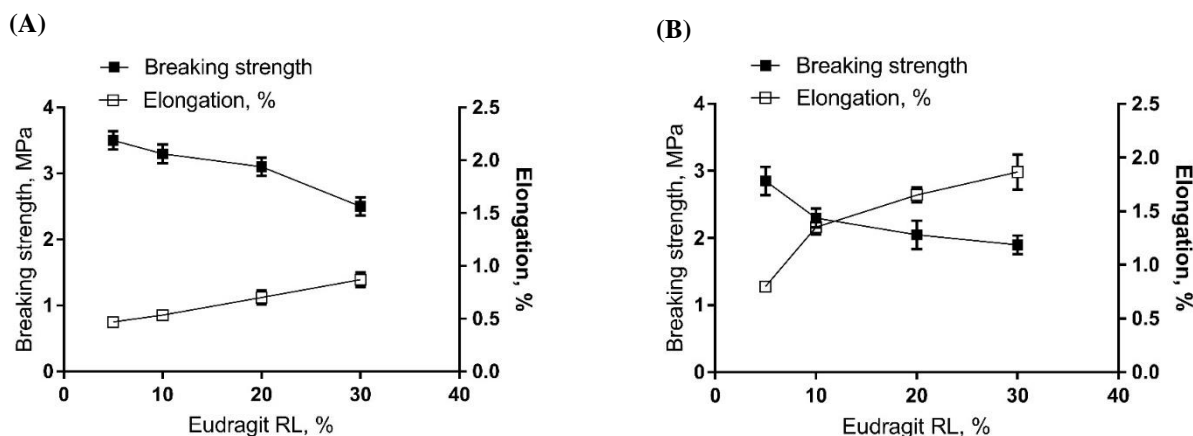 (A)
Breaking strength
Elongation, %
4
3
2
1
0
Breaking strength, MPa
2.5
2.0
1.5
1.0
0.5
0.0
Elongation, %
0 10 20 30 40
Eudragit RL, %
(B)
Breaking strength
Elongation, %
4
3
2
1
0
Breaking strength, MPa
2.5
2.0
1.5
1.0
0.5
0.0
Elongation, %
0 10 20 30 40
Eudragit RL, %